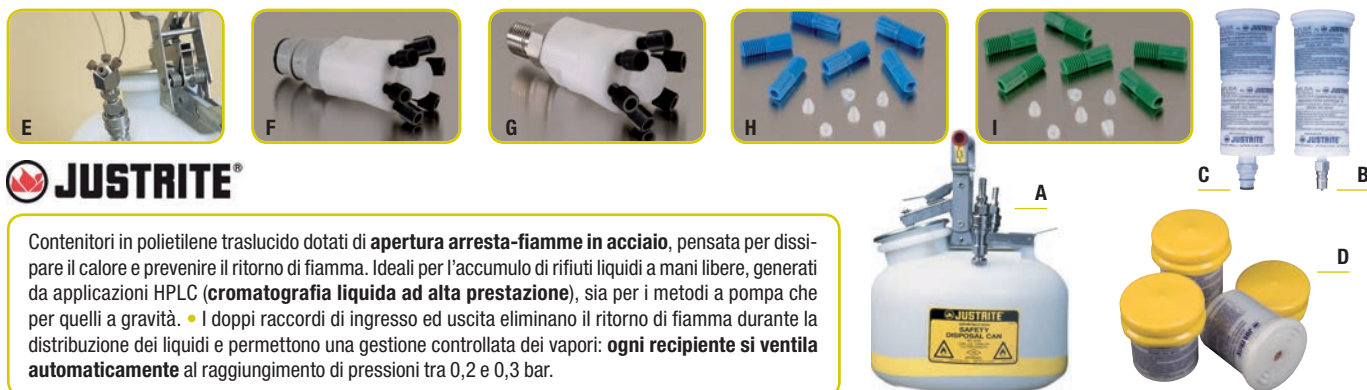 E
F
G
H
I
C
B
JUSTRITE®
A
D
Contenitori in polietilene traslucido dotati di apertura arresta-fiamme in acciaio, pensata per dissi-
pare il calore e prevenire il ritorno di fiamma. Ideali per l'accumulo di rifiuti liquidi a mani libere, generati
da applicazioni HPLC (cromatografia liquida ad alta prestazione), sia per i metodi a pompa che
per quelli a gravità. • I doppi raccordi di ingresso ed uscita eliminano il ritorno di fiamma durante la
distribuzione dei liquidi e permettono una gestione controllata dei vapori: ogni recipiente si ventila
automaticamente al raggiungimento di pressioni tra 0,2 e 0,3 bar.
JUSTRITE
SAFETY
DISPOSAL CAN
JUSTRITE
JUSTRITE